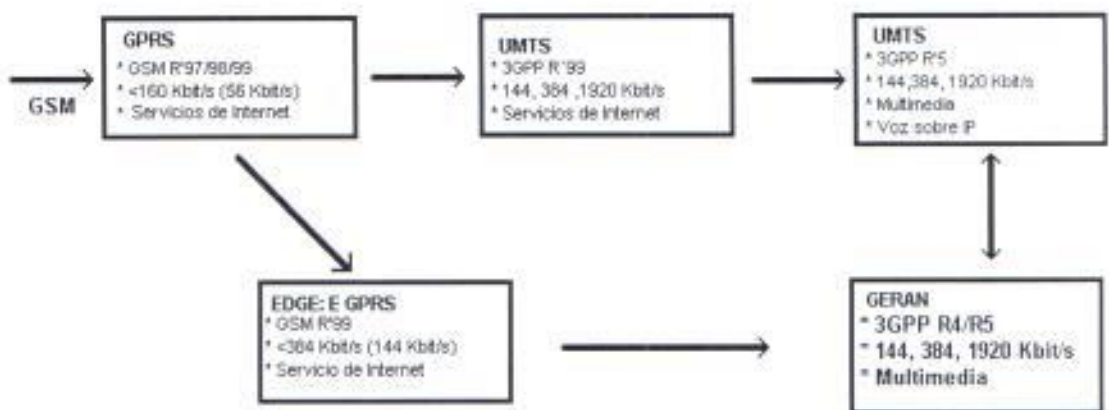 GSM
GPRS
* GSM R'97/98/99
* <160 Kbit/s (56 Kbit/s)
* Servicios de Internet
UMTS
* 3GPP R'99
* 144, 384 ,1920 Kbit/s
* Servicios de Internet
UMTS
* 3GPP R'5
* 144,384, 1920 Kbit/s
* Multimedia
* Voz sobre IP
EDGE: E GPRS
* GSM R'99
* <384 Kbit/s (144 Kbit/s)
* Servicio de Internet
GERAN
* 3GPP R4/R5
* 144, 384, 1920 Kbit/s
* Multimedia